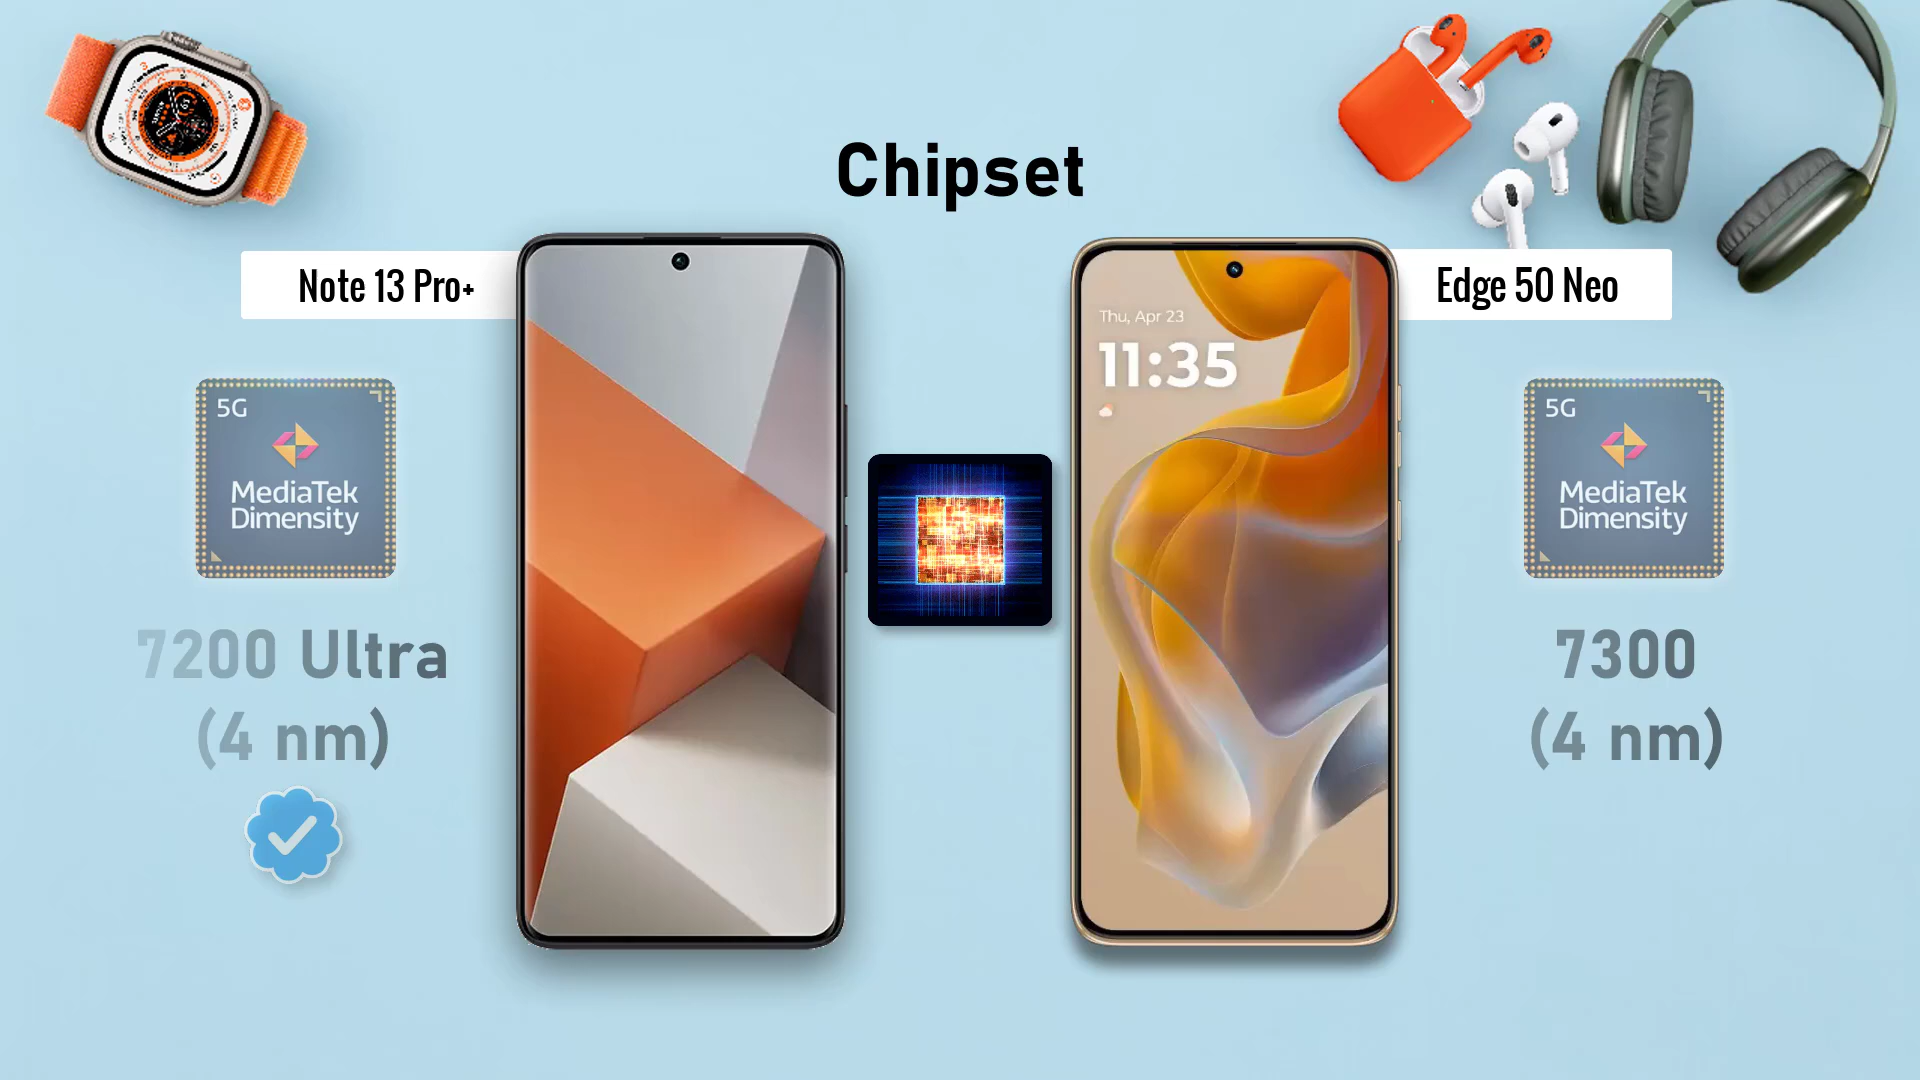 Chipset
Note 13 Pro+
Edge 50 Neo
Thu, Apr 23
11:35
5G
MediaTek
Dimensity
7200 Ultra
(4 nm)
5G
MediaTek
Dimensity
7300
(4 nm)